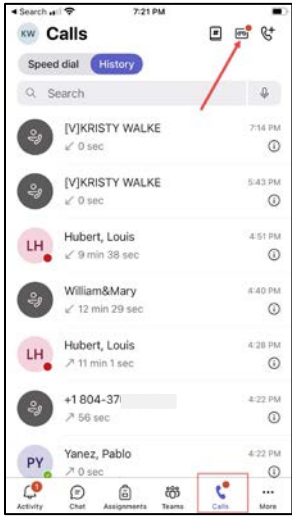 Search 7:21 PM
KW Calls
Speed dial History
Search
[V]KRISTY WALKE 7:14 PM
0 sec
[V]KRISTY WALKE 5:43 PM
0 sec
LH Hubert, Louis 4:51 PM
9 min 38 sec
William&Mary 4:40 PM
12 min 29 sec
LH Hubert, Louis 4:28 PM
11 min 1 sec
+1 804-37 4:22 PM
56 sec
PY Yanez, Pablo 4:22 PM
0 sec
Activity Chat Assignments Teams Calls More